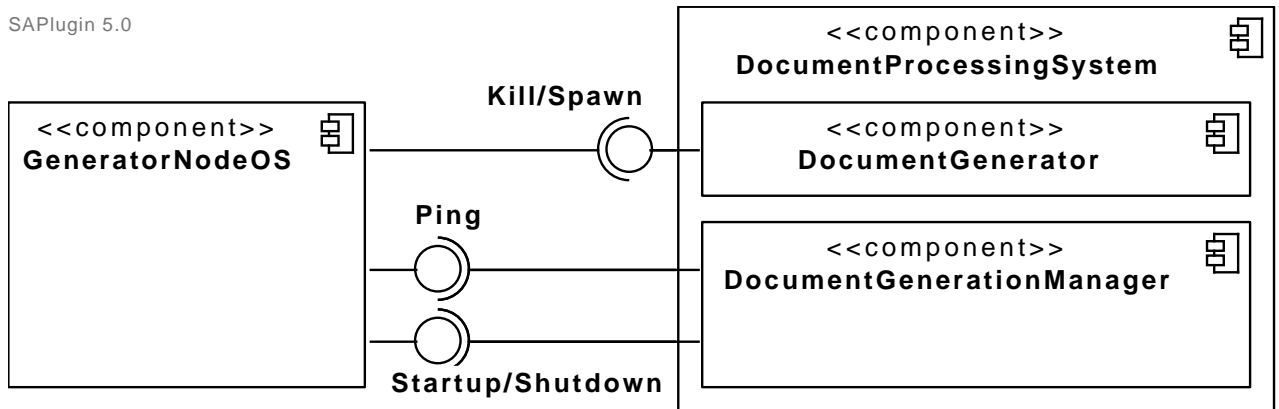 SAPlugin 5.0
<<component>>
DocumentProcessingSystem
Kill/Spawn
<<component>>
GeneratorNodeOS
<<component>>
DocumentGenerator
Ping
<<component>>
DocumentGenerationManager
Startup/Shutdown